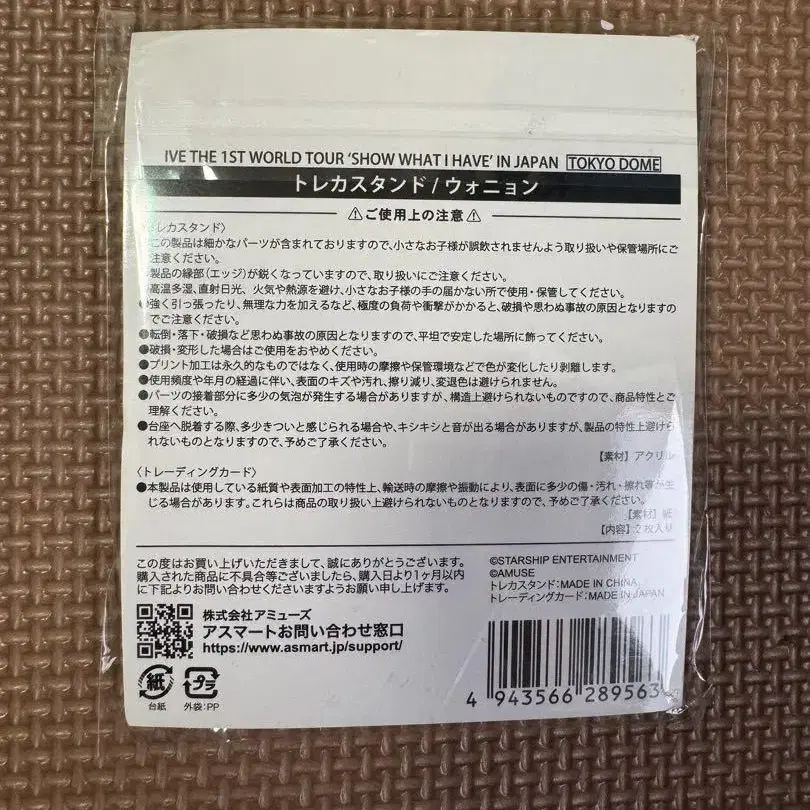 IVE THE 1ST WORLD TOUR ‘SHOW WHAT I HAVE’ IN JAPAN TOKYO DOME
トレカスタンド / ウォニョン
⚠ご使用上の注意⚠
トレカスタンド〉
この製品は細かなパーツが含まれておりますので、小さなお子様が誤飲されませんよう取り扱いや保管場所にご
注意ください。
製品の縁部(エッジ)が鋭くなっていますので、取り扱いにご注意ください。
高温多湿、直射日光、火気や熱源を避け、小さなお子様の手の届かない所で使用・保管してください。
●強く引っ張ったり、無理な力を加えるなど、極度の負荷や衝撃がかかると、破損や思わぬ事故の原因となりますの
でご注意ください。
●転倒・落下・破損など思わぬ事故の原因となりますので、平坦で安定した場所に飾ってください。
●破損・変形した場合はご使用をおやめください。
●プリント加工は永久的なものではなく、使用時の摩擦や保管環境などで色が変化したり剥離します。
●使用頻度や年月の経過に伴い、表面のキズや汚れ、擦り減り、変退色は避けられません。
●パーツの接着部分に多少の気泡が発生する場合がありますが、構造上避けられないものですので、商品特性とご
理解ください。
●台座へ脱着する際、多少きついと感じられる場合や、キシキシと音が出る場合がありますが、製品の特性上避けら
れないものとなりますので、予めご了承ください。
【素材】アクリル
〈トレーディングカード〉
●本製品は使用している紙質や表面加工の特性上、輸送時の摩擦や振動により、表面に多少の傷・汚れ・擦れ等が生
じる場合があります。これらは商品の取り扱い上避けられないものとなりますので、予めご了承ください。
【素材】紙
【内容】2枚入り
この度はお買い上げいただきまして、誠にありがとうございます。
購入された商品に不具合等ございましたら、購入日より1ヶ月以内
に下記よりお問い合わせくださいますようお願い申し上げます。
©STARSHIP ENTERTAINMENT
©AMUSE
トレカスタンド:MADE IN CHINA
トレーディングカード:MADE IN JAPAN
株式会社アミューズ
アスマートお問い合わせ窓口
https://www.asmart.jp/support/
紙
台紙
プラ
外袋:PP
4 943566 289563